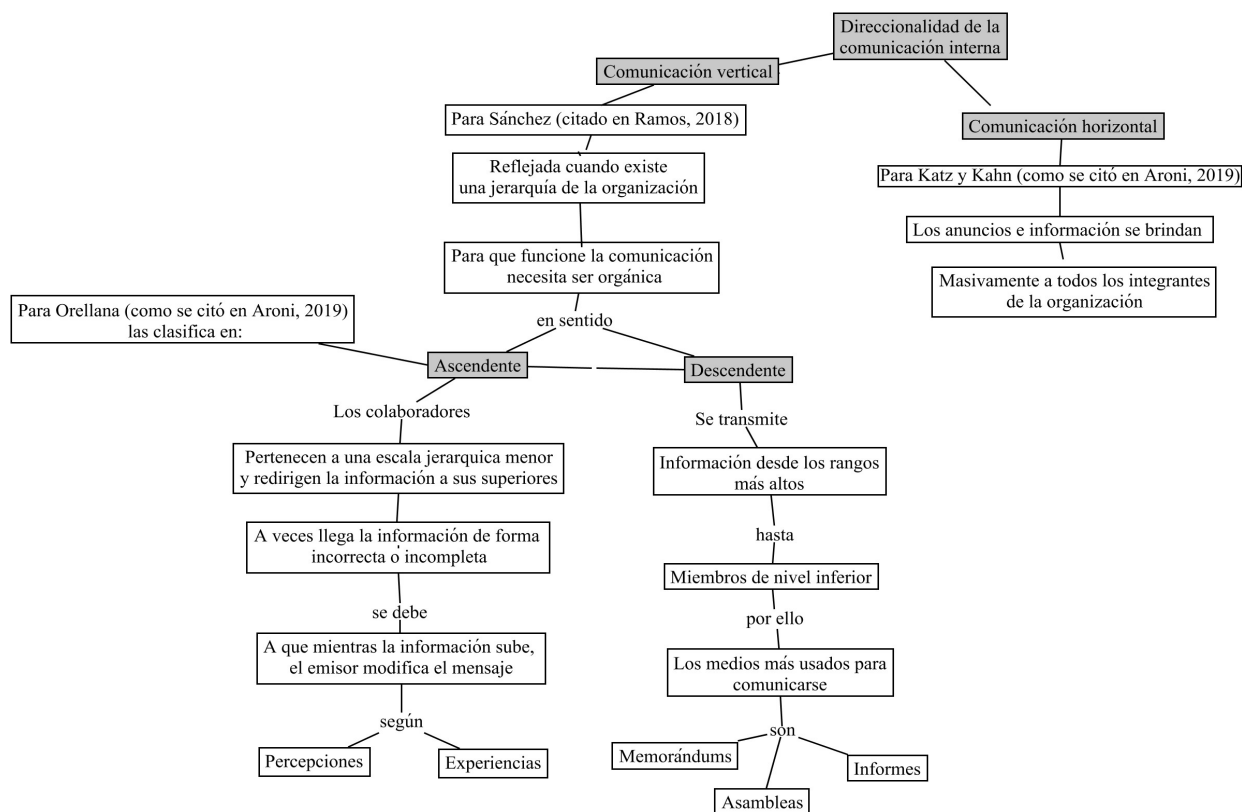 Direccionalidad de la
comunicación interna
Comunicación vertical
Para Sánchez (citado en Ramos, 2018)
Reflejada cuando existe
una jerarquía de la organización
Para que funcione la comunicación
necesita ser orgánica
en sentido
Para Orellana (como se citó en Aroni, 2019)
las clasifica en:
Ascendente
Los colaboradores
Pertenecen a una escala jerarquica menor
y redirigen la información a sus superiores
A veces llega la información de forma
incorrecta o incompleta
se debe
A que mientras la información sube,
el emisor modifica el mensaje
según
Percepciones
Experiencias
Descendente
Se transmite
Información desde los rangos
más altos
hasta
Miembros de nivel inferior
por ello
Los medios más usados para
comunicarse
son
Memorándums
Asambleas
Informes
Comunicación horizontal
Para Katz y Kahn (como se citó en Aroni, 2019)
Los anuncios e información se brindan
Masivamente a todos los integrantes
de la organización